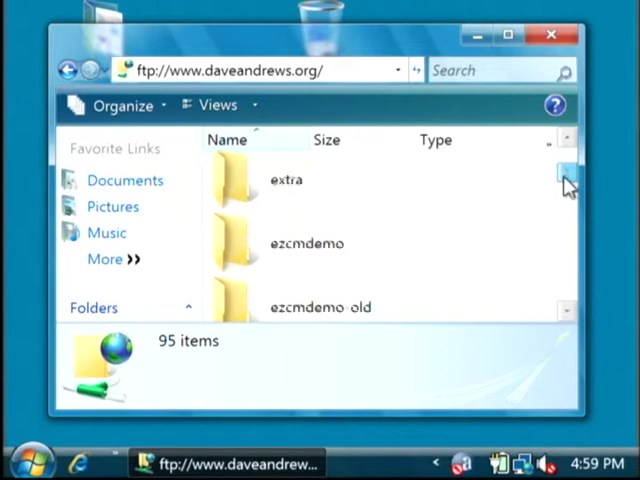 ftp://www.daveandrews.org/
Search
Organize
Views
?
Favorite Links
Name
Size
Type
»
Documents
extra
Pictures
Music
ezcmdemo
More »
Folders
ezcmdemo-old
95 items
ftp://www.daveandrew...
4:59 PM